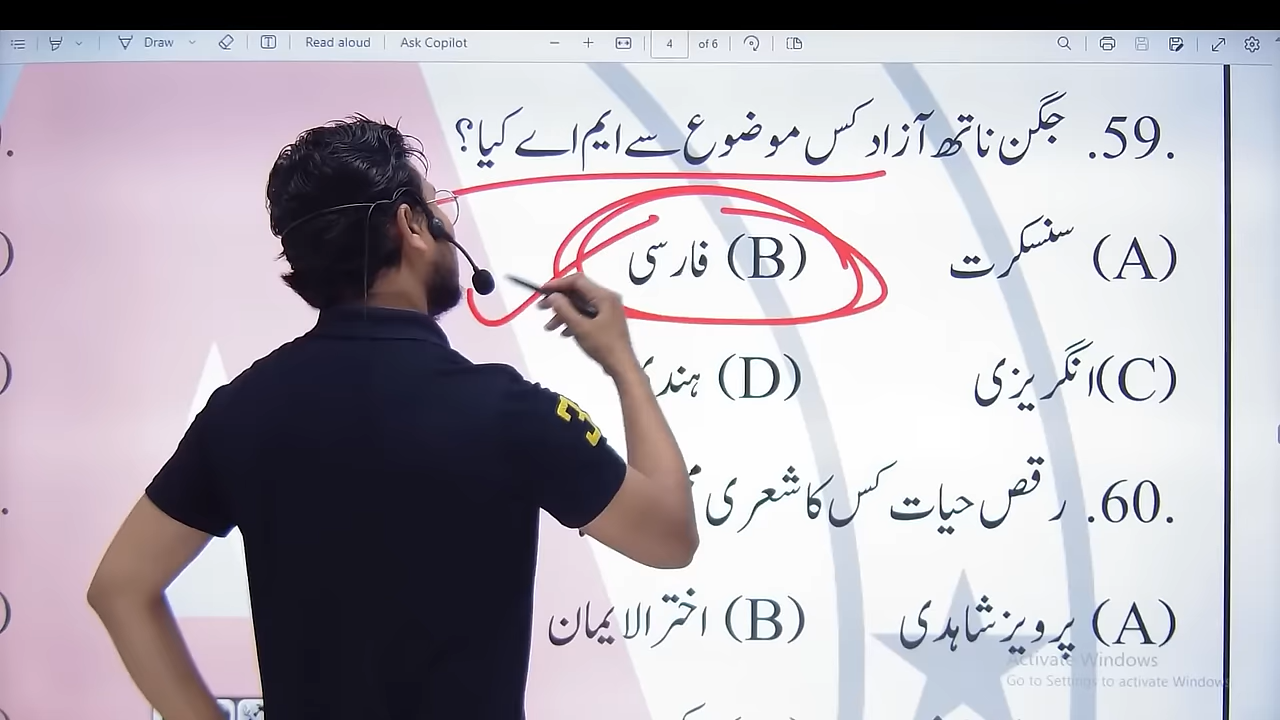 Draw Read aloud Ask Copilot 4 of 6
59. جگن ناتھ آزاد کس موضوع سے ایم اے کیا؟
(A) سنسکرت (B) فارسی
(C) انگریزی (D) ہندی
60. رقص حیات کس کا شعری
(A) پرویز شاہدی (B) اختر الایمان
Activate Windows
Go to Settings to activate Windows
3